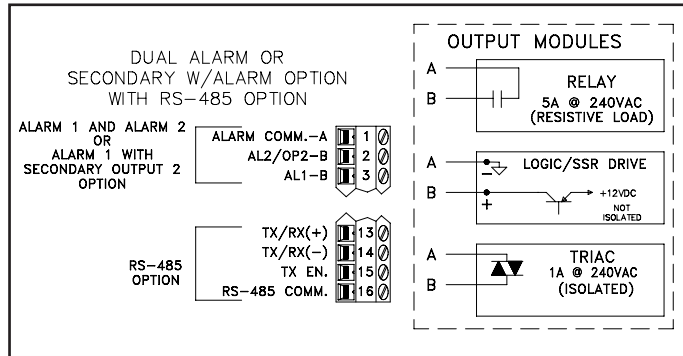 DUAL ALARM OR
SECONDARY W/ALARM OPTION
WITH RS-485 OPTION
ALARM 1 AND ALARM 2
OR
ALARM 1 WITH
SECONDARY OUTPUT 2
OPTION
ALARM COMM.-A 1
AL2/OP2-B 2
AL1-B 3
RS-485
OPTION
TX/RX(+) 13
TX/RX(-) 14
TX EN. 15
RS-485 COMM. 16
OUTPUT MODULES
A
B
RELAY
5A @ 240VAC
(RESISTIVE LOAD)
A
B
-
+
LOGIC/SSR DRIVE
+12VDC
NOT
ISOLATED
A
B
TRIAC
1A @ 240VAC
(ISOLATED)